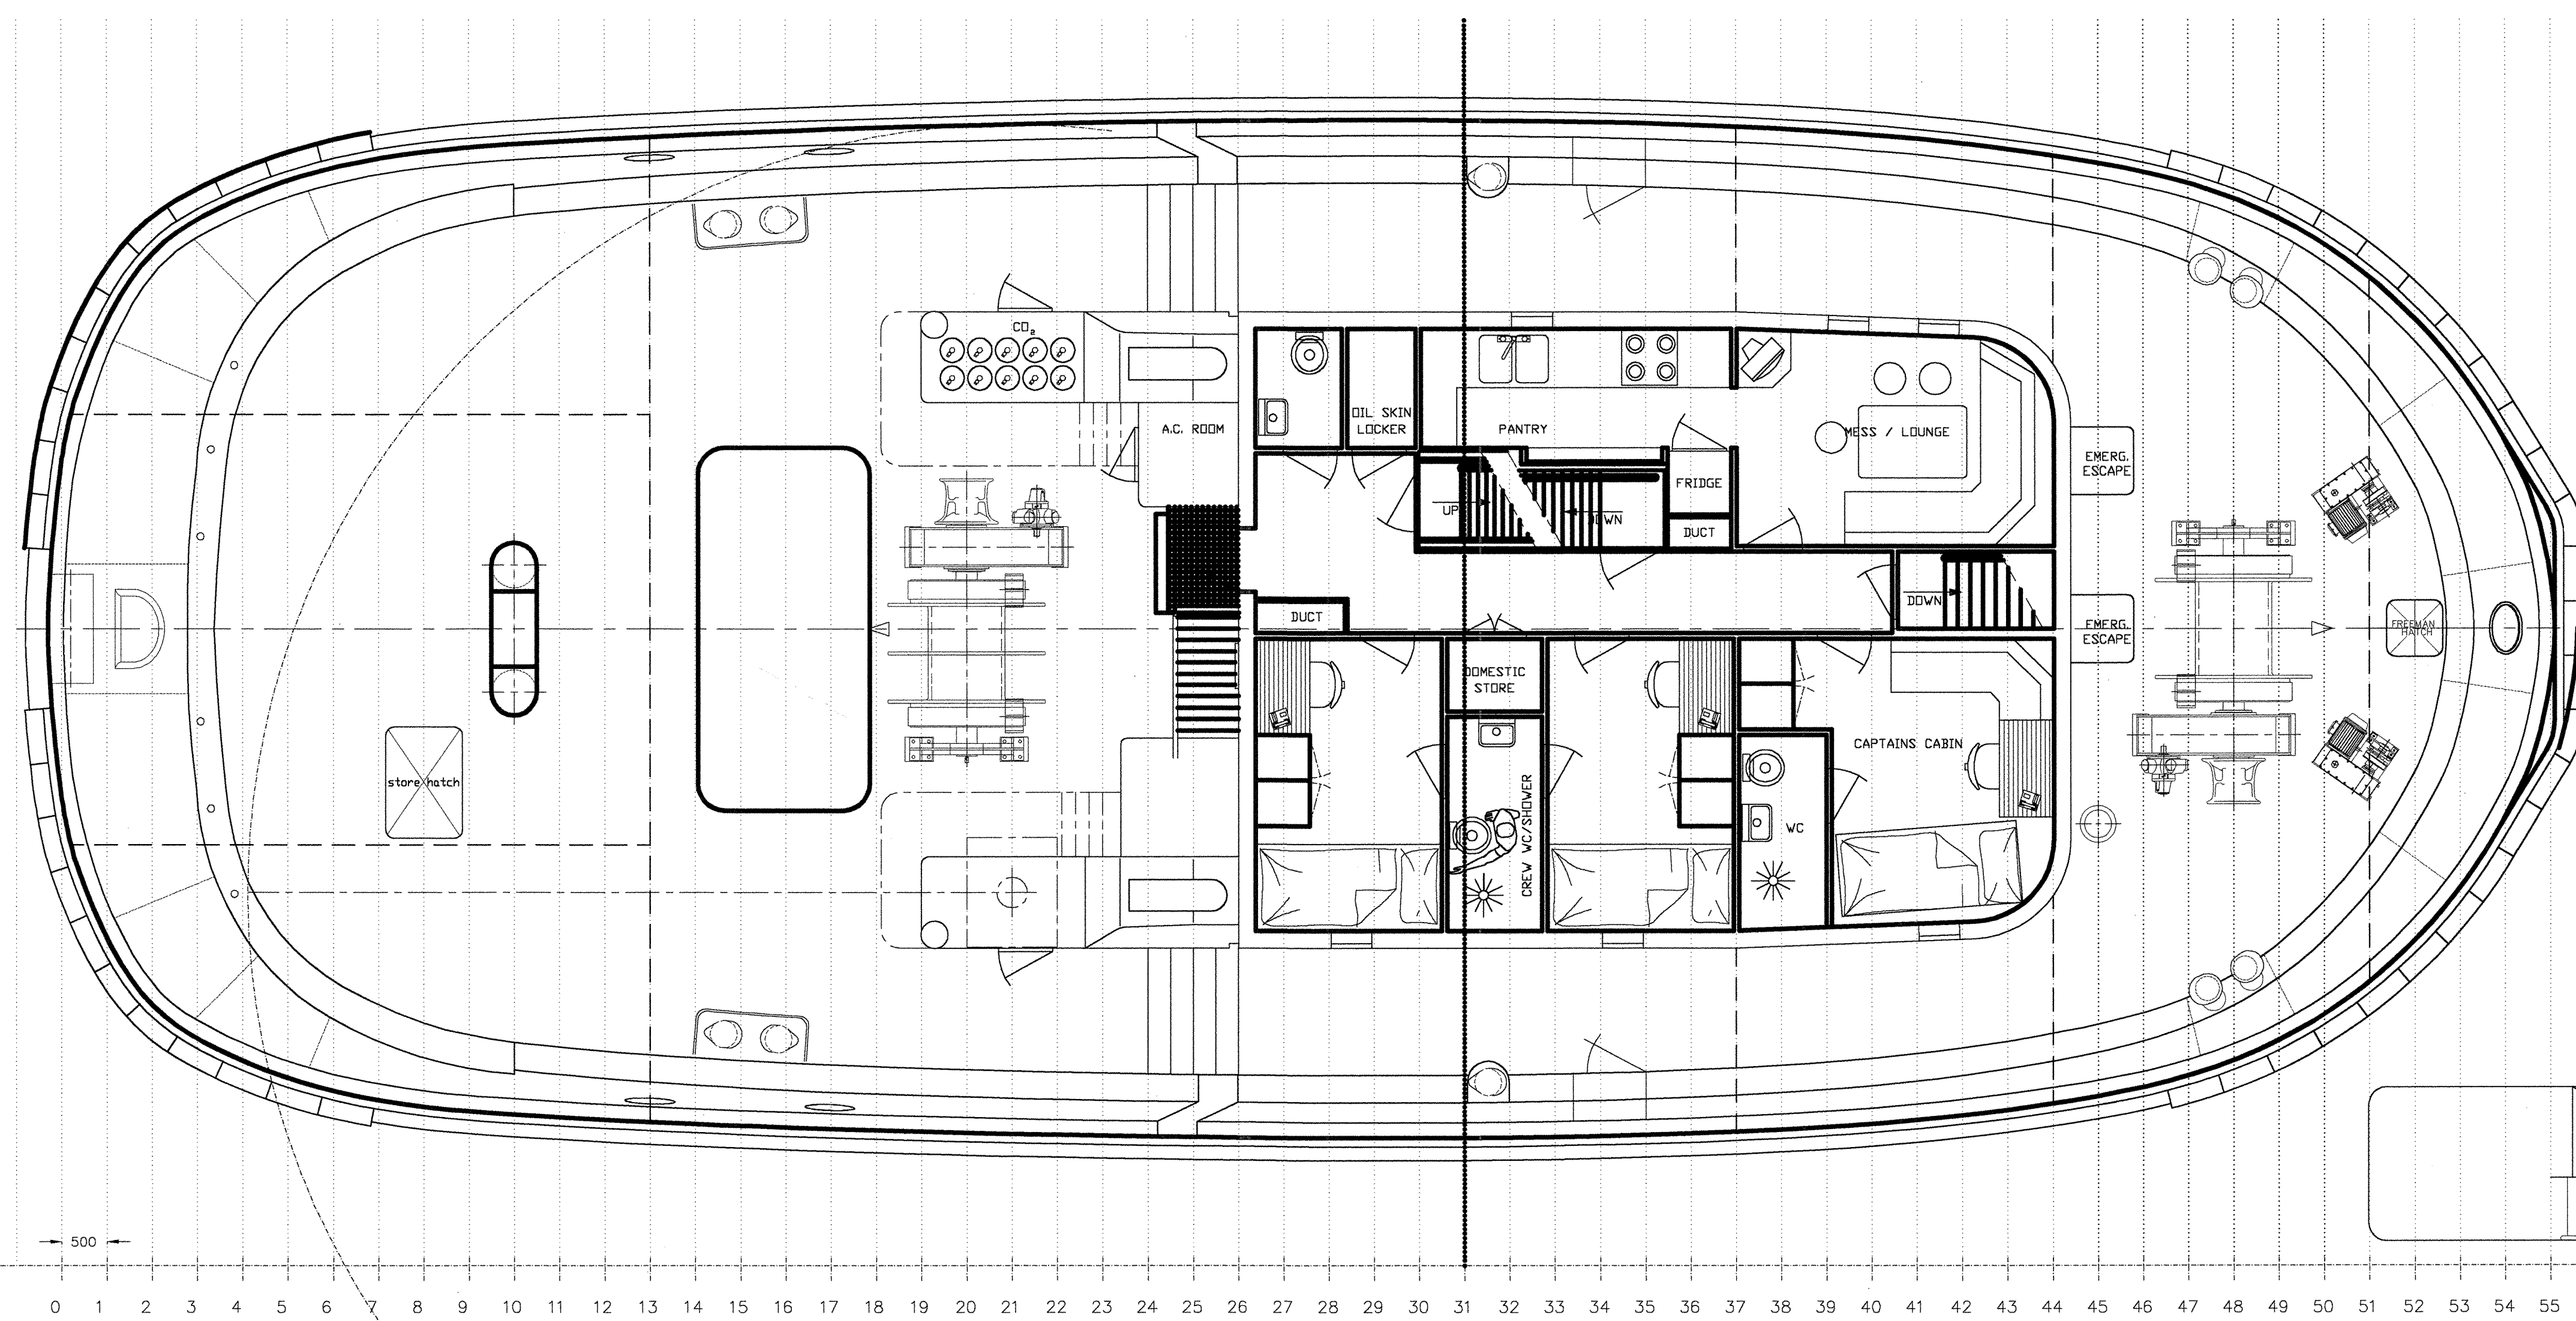 CO2
A.C. ROOM
OIL SKIN
LOCKER
PANTRY
MESS / LOUNGE
EMERG.
ESCAPE
FRIDGE
UP
DOWN
DUCT
DUCT
DOWN
EMERG.
ESCAPE
FREEMAN
HATCH
DOMESTIC
STORE
CAPTAINS CABIN
store hatch
CREW WC/SHOWER
WC
500
0 1 2 3 4 5 6 7 8 9 10 11 12 13 14 15 16 17 18 19 20 21 22 23 24 25 26 27 28 29 30 31 32 33 34 35 36 37 38 39 40 41 42 43 44 45 46 47 48 49 50 51 52 53 54 55